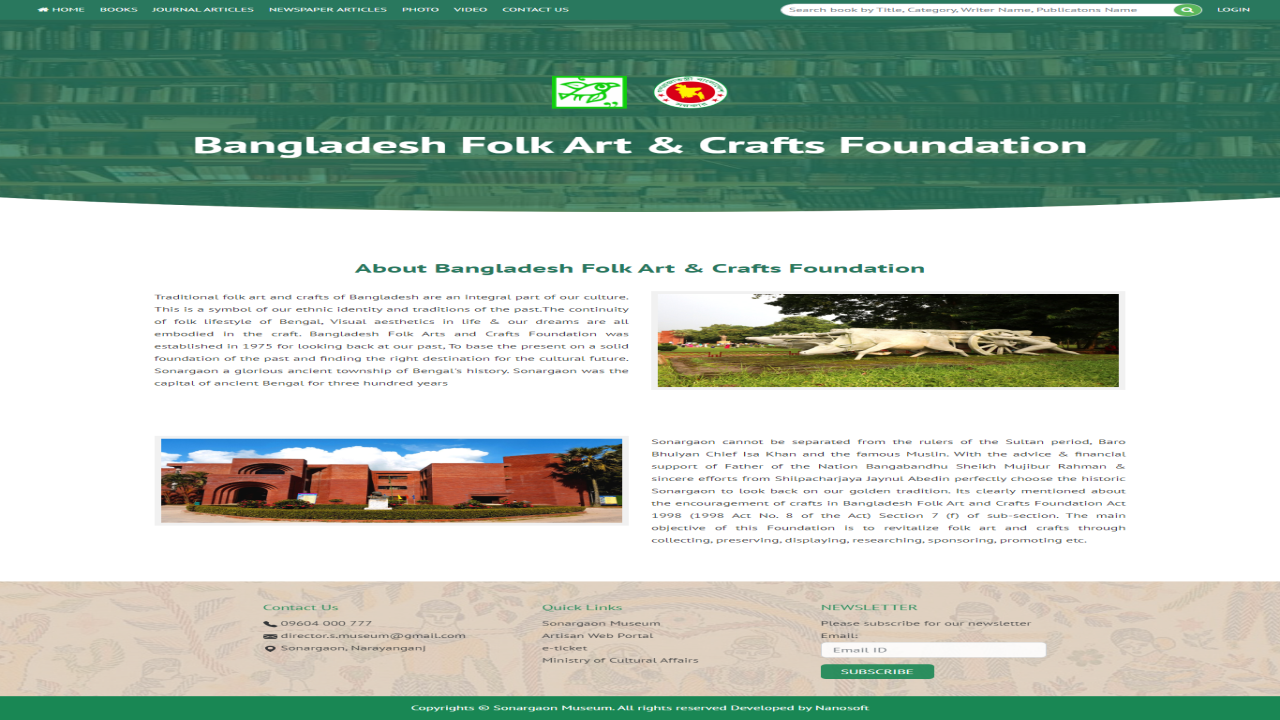 HOME BOOKS JOURNAL ARTICLES NEWSPAPER ARTICLES PHOTO VIDEO CONTACT US Search book by Title, Category, Writer Name, Publicatons Name LOGIN
Bangladesh Folk Art & Crafts Foundation
About Bangladesh Folk Art & Crafts Foundation
Traditional folk art and crafts of Bangladesh are an integral part of our culture.
This is a symbol of our ethnic identity and traditions of the past.The continuity
of folk lifestyle of Bengal, Visual aesthetics in life & our dreams are all
embodied in the craft. Bangladesh Folk Arts and Crafts Foundation was
established in 1975 for looking back at our past, To base the present on a solid
foundation of the past and finding the right destination for the cultural future.
Sonargaon a glorious ancient township of Bengal's history. Sonargaon was the
capital of ancient Bengal for three hundred years
Sonargaon cannot be separated from the rulers of the Sultan period, Baro
Bhuiyan Chief Isa Khan and the famous Muslin. With the advice & financial
support of Father of the Nation Bangabandhu Sheikh Mujibur Rahman &
sincere efforts from Shilpacharjaya Jaynul Abedin perfectly choose the historic
Sonargaon to look back on our golden tradition. Its clearly mentioned about
the encouragement of crafts in Bangladesh Folk Art and Crafts Foundation Act
1998 (1998 Act No. 8 of the Act) Section 7 (f) of sub-section. The main
objective of this Foundation is to revitalize folk art and crafts through
collecting, preserving, displaying, researching, sponsoring, promoting etc.
Contact Us
09604 000 777
director.s.museum@gmail.com
Sonargaon, Narayanganj
Quick Links
Sonargaon Museum
Artisan Web Portal
e-ticket
Ministry of Cultural Affairs
NEWSLETTER
Please subscribe for our newsletter
Email:
Email ID
SUBSCRIBE
Copyrights © Sonargaon Museum. All rights reserved Developed by Nanosoft